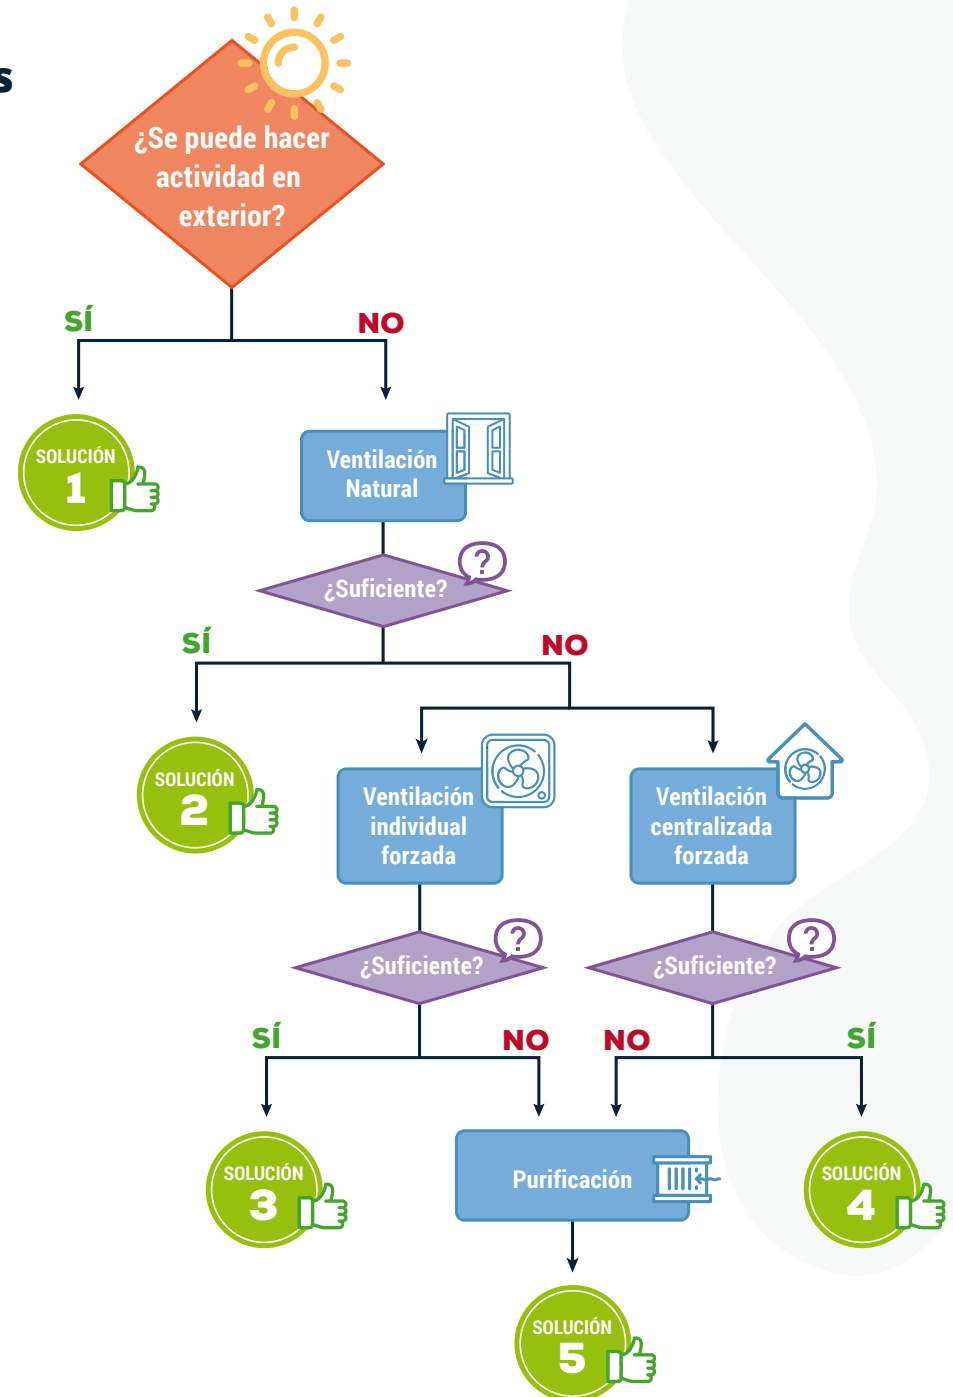 s
¿Se puede hacer
actividad en
exterior?
SÍ
NO
SOLUCIÓN
1
Ventilación
Natural
¿Suficiente?
?
SÍ
NO
SOLUCIÓN
2
Ventilación
individual
forzada
Ventilación
centralizada
forzada
¿Suficiente?
?
¿Suficiente?
?
SÍ
NO
NO
SÍ
SOLUCIÓN
3
Purificación
SOLUCIÓN
4
SOLUCIÓN
5